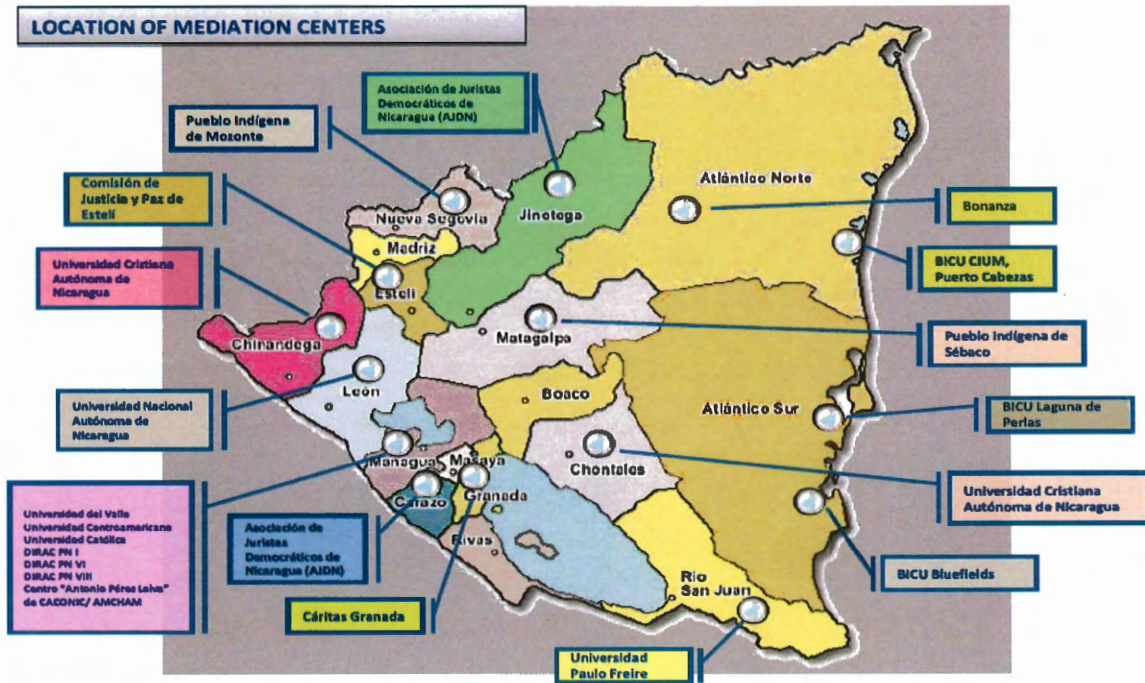 LOCATION OF MEDIATION CENTERS
Asociación de Juristas
Democráticos de
Nicaragua (AJDN)
Pueblo Indígena
de Mozonte
Comisión de
Justicia y Paz de
Estelí
Universidad Cristiana
Autónoma de
Nicaragua
Universidad Nacional
Autónoma de
Nicaragua
Universidad del Valle
Universidad Centroamericana
Universidad Católica
DIRAC PN I
DIRAC PN VI
DIRAC PN VIII
Centro "Antonio Pérez Leiva"
de CACONIC/ AMCHAM
Asociación de
Juristas
Democráticos de
Nicaragua (AJDN)
Cáritas Granada
Universidad
Paulo Freire
Bonanza
BICU CIUM,
Puerto Cabezas
Pueblo Indígena de
Sébaco
BICU Laguna de
Perlas
Universidad Cristiana
Autónoma de Nicaragua
BICU Bluefields
Atlántico Norte
Jinotega
Nueva Segovia
Madriz
Estelí
Chinandega
Matagalpa
León
Boaco
Atlántico Sur
Managua
Masaya
Chontales
Granada
Carazo
Rivas
Río
San Juan